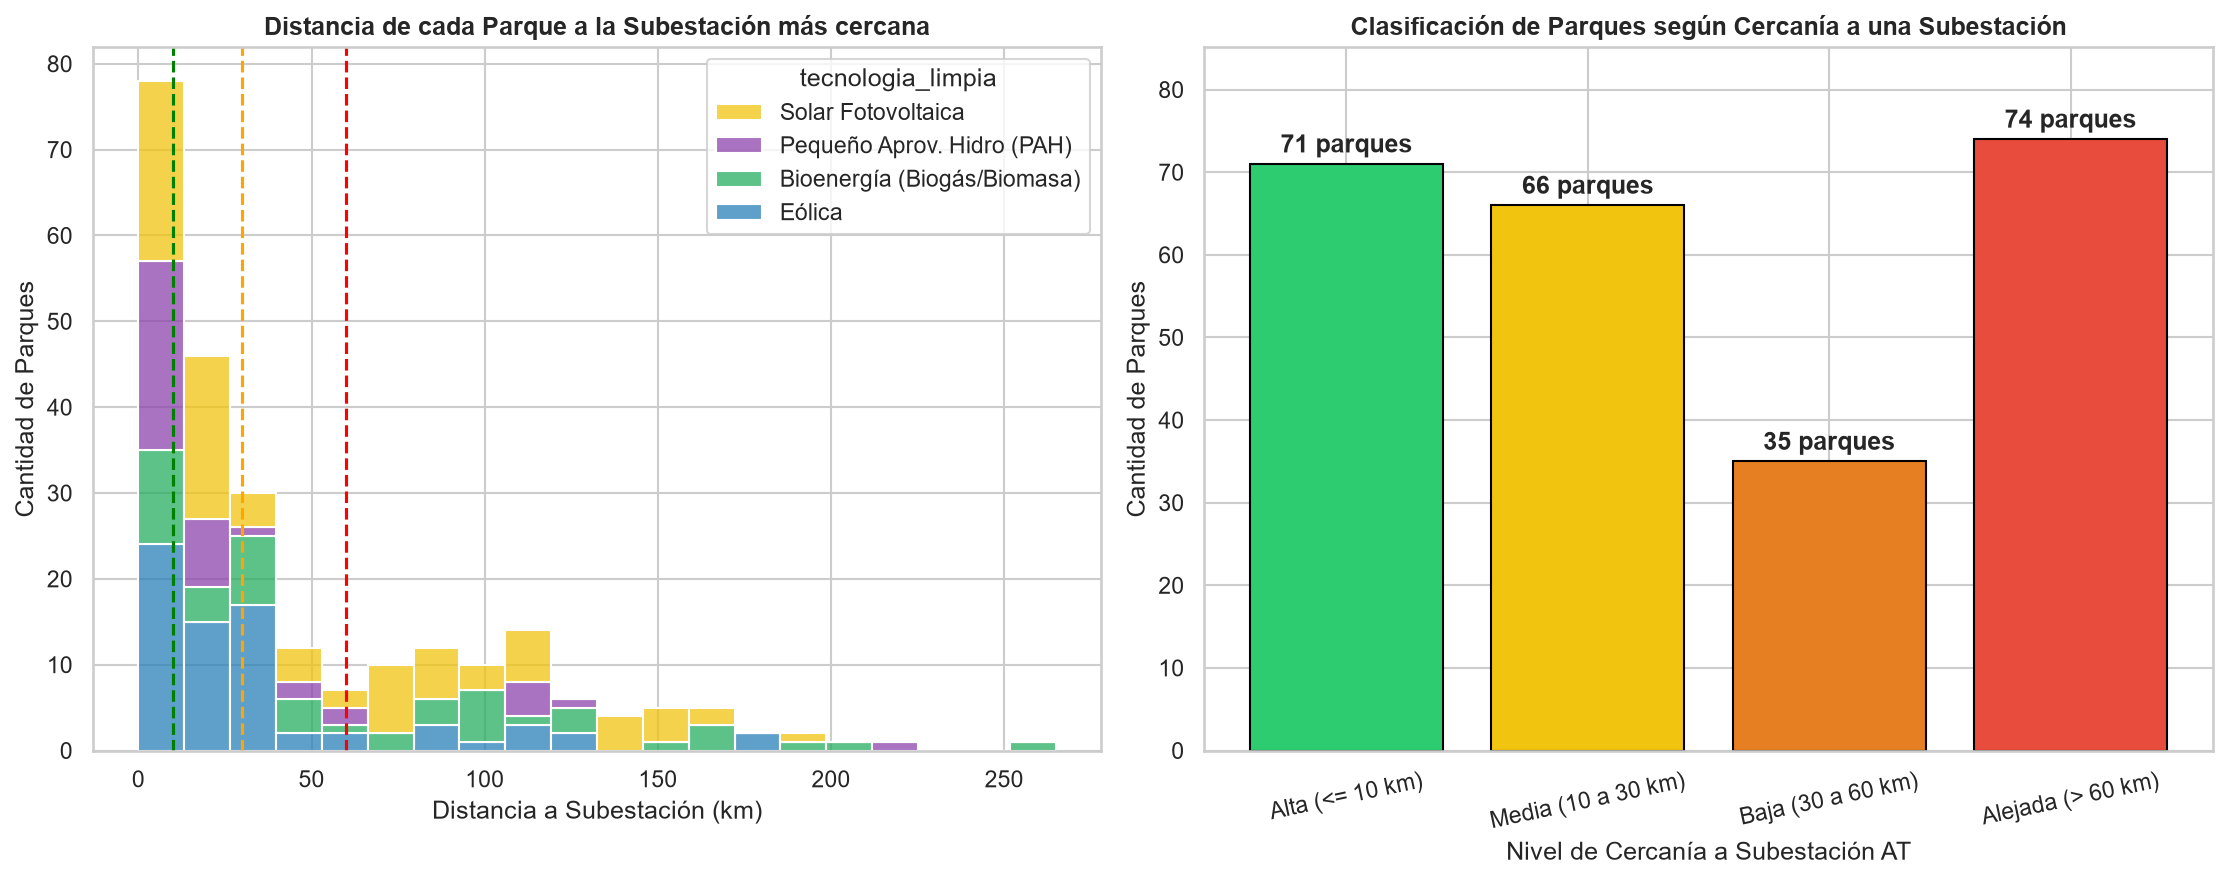 Distancia de cada Parque a la Subestación más cercana
80
70
60
50
40
30
20
10
0
Cantidad de Parques
tecnologia_limpia
Solar Fotovoltaica
Pequeño Aprov. Hidro (PAH)
Bioenergía (Biogás/Biomasa)
Eólica
0 50 100 150 200 250
Distancia a Subestación (km)
Clasificación de Parques según Cercanía a una Subestación
80
70
60
50
40
30
20
10
0
Cantidad de Parques
71 parques
66 parques
35 parques
74 parques
Alta (<= 10 km)
Media (10 a 30 km)
Baja (30 a 60 km)
Alejada (> 60 km)
Nivel de Cercanía a Subestación AT